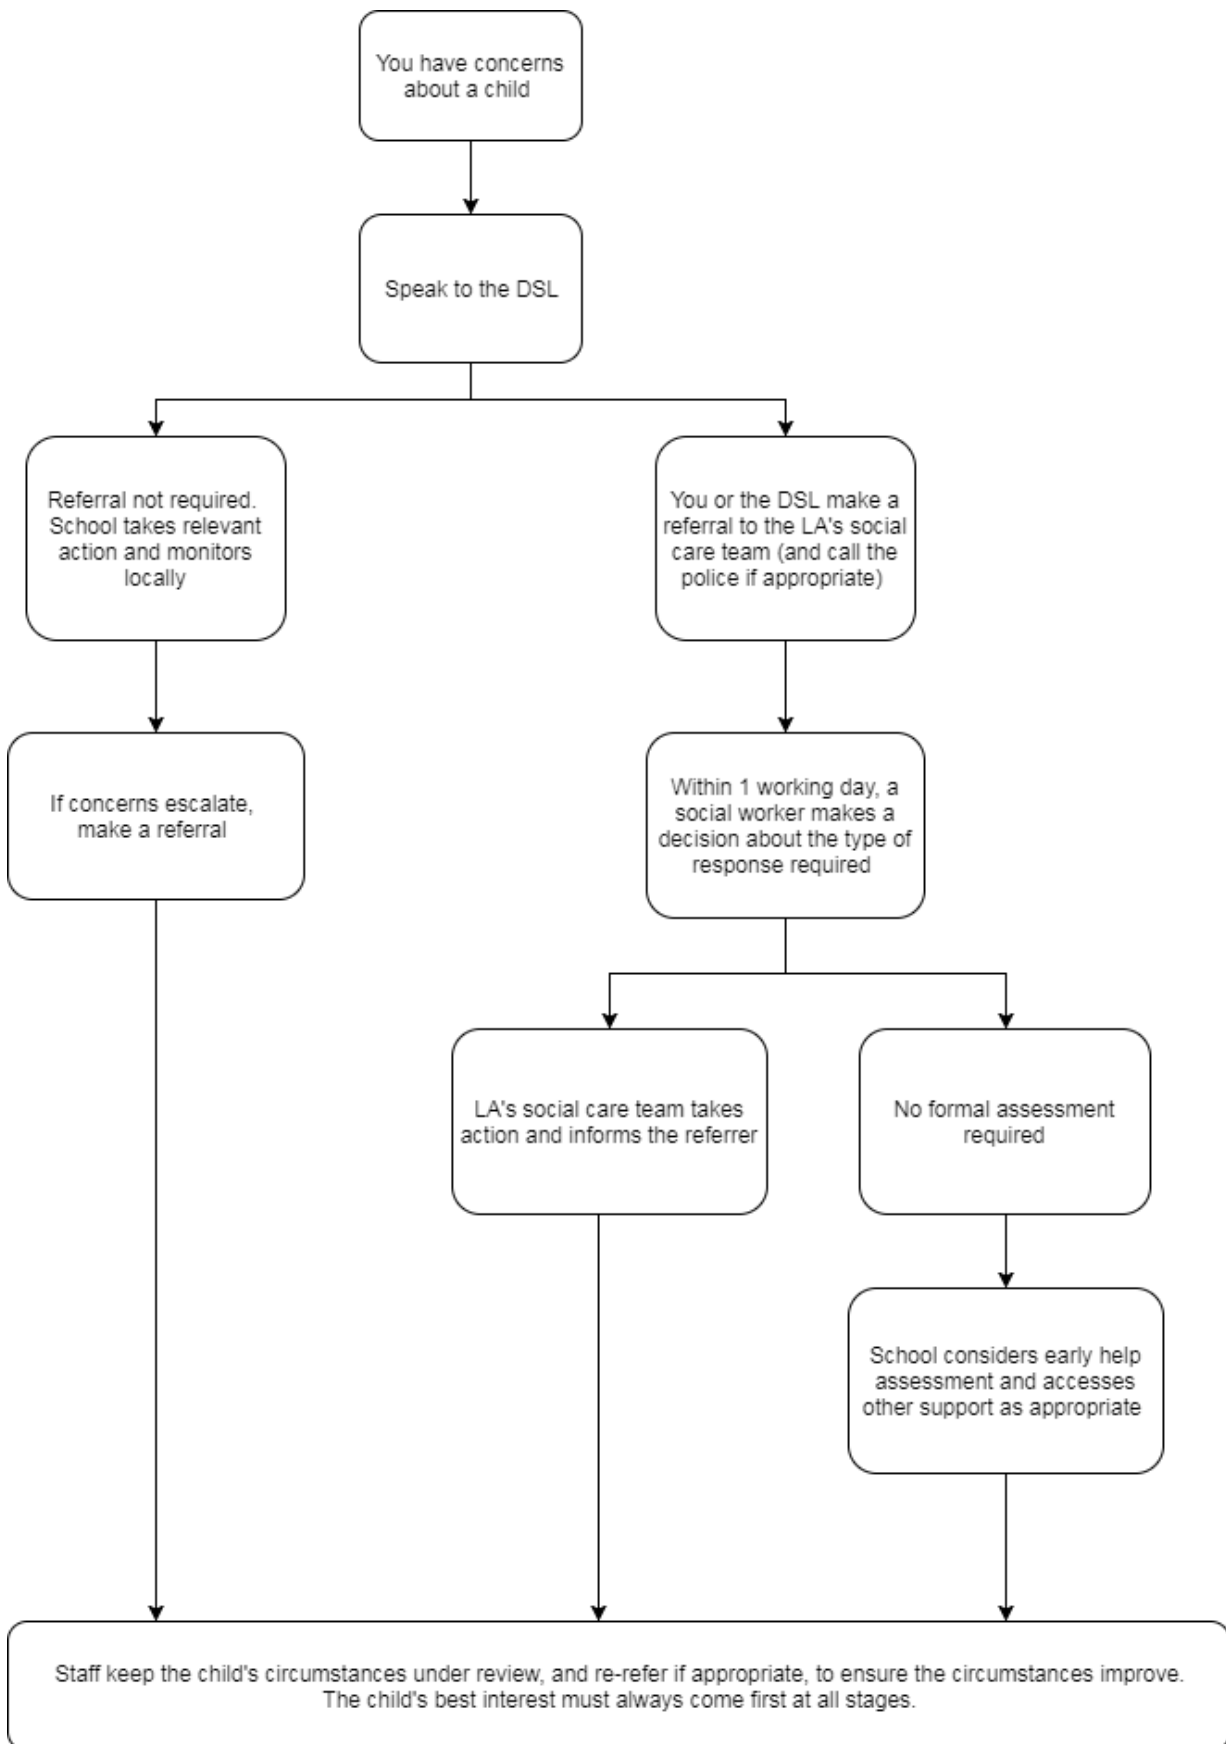 You have concerns
about a child
Speak to the DSL
Referral not required.
School takes relevant
action and monitors
locally
You or the DSL make a
referral to the LA's social
care team (and call the
police if appropriate)
If concerns escalate,
make a referral
Within 1 working day, a
social worker makes a
decision about the type of
response required
LA's social care team takes
action and informs the referrer
No formal assessment
required
School considers early help
assessment and accesses
other support as appropriate
Staff keep the child's circumstances under review, and re-refer if appropriate, to ensure the circumstances improve.
The child's best interest must always come first at all stages.